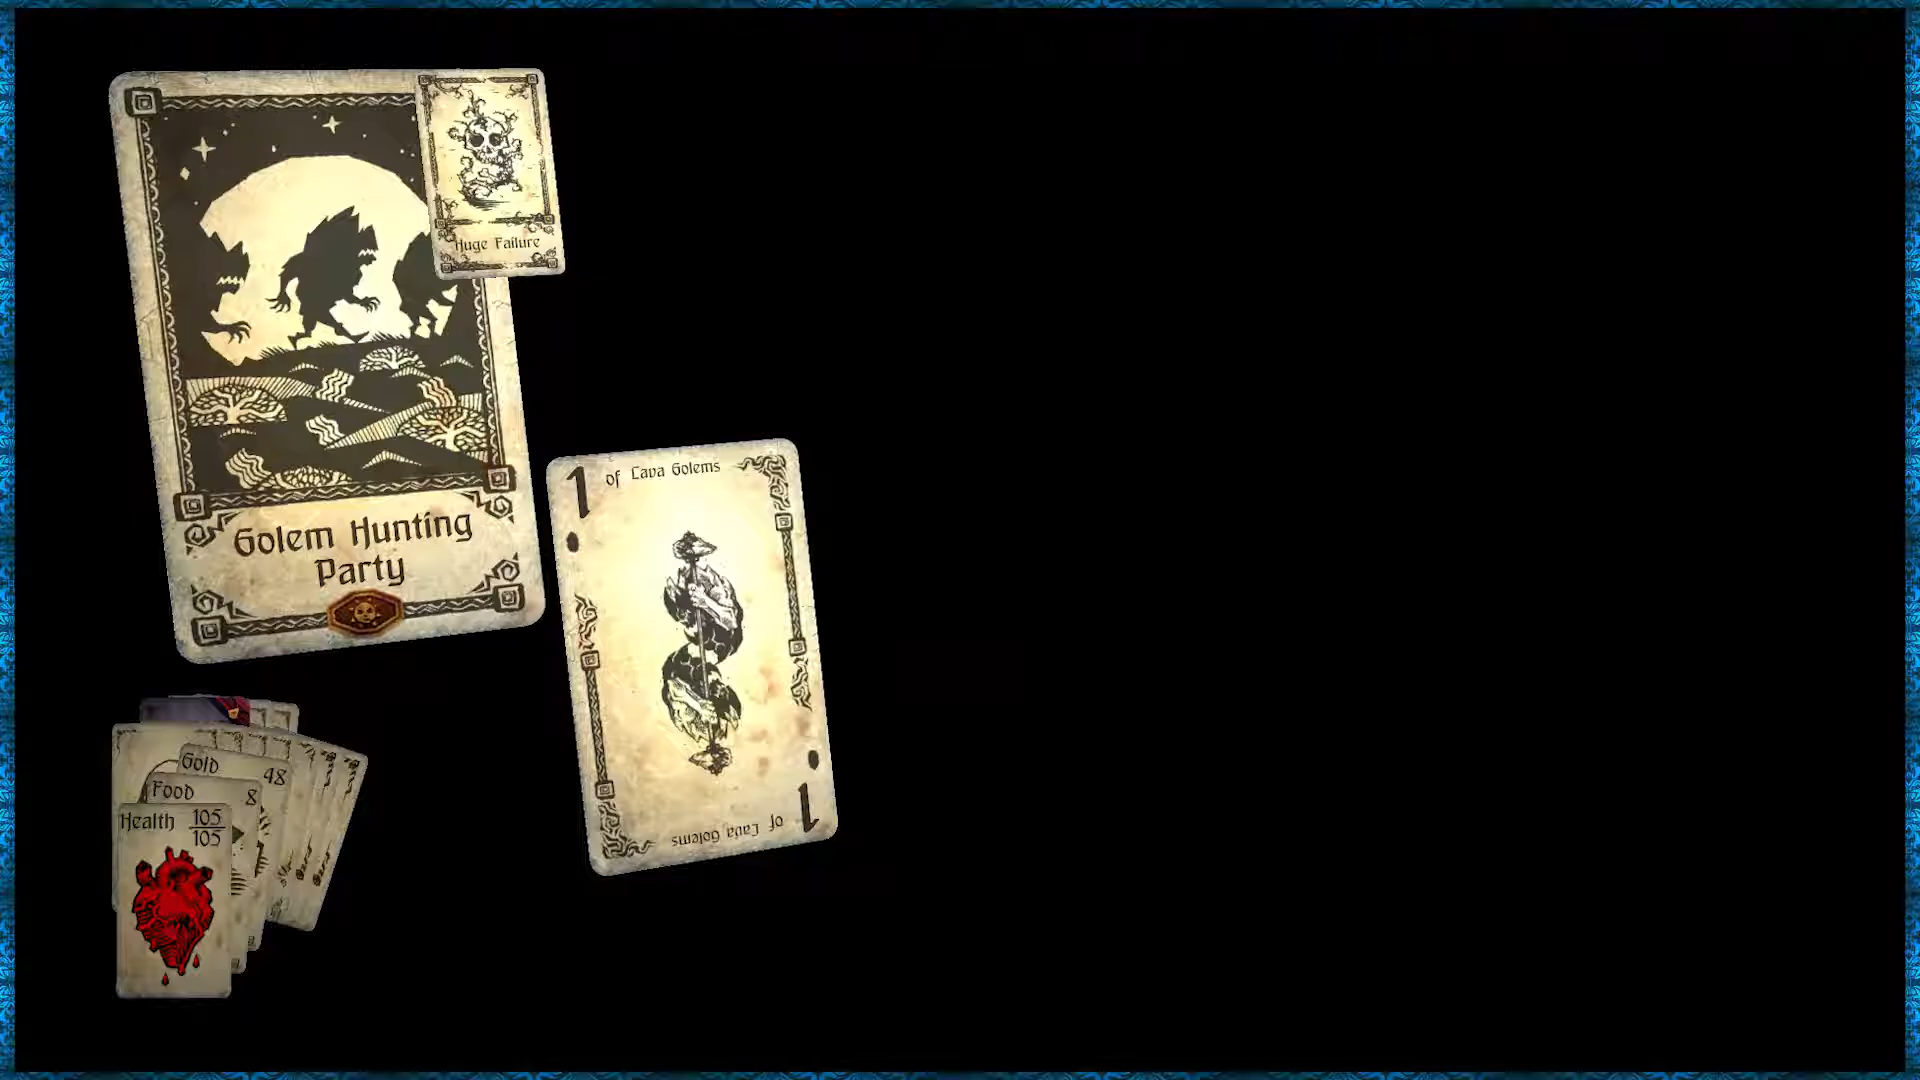 Huge Failure
Golem Hunting
Party
1 of Lava Golems
1 of Lava Golems
Gold 48
Food 8
Health 105
105